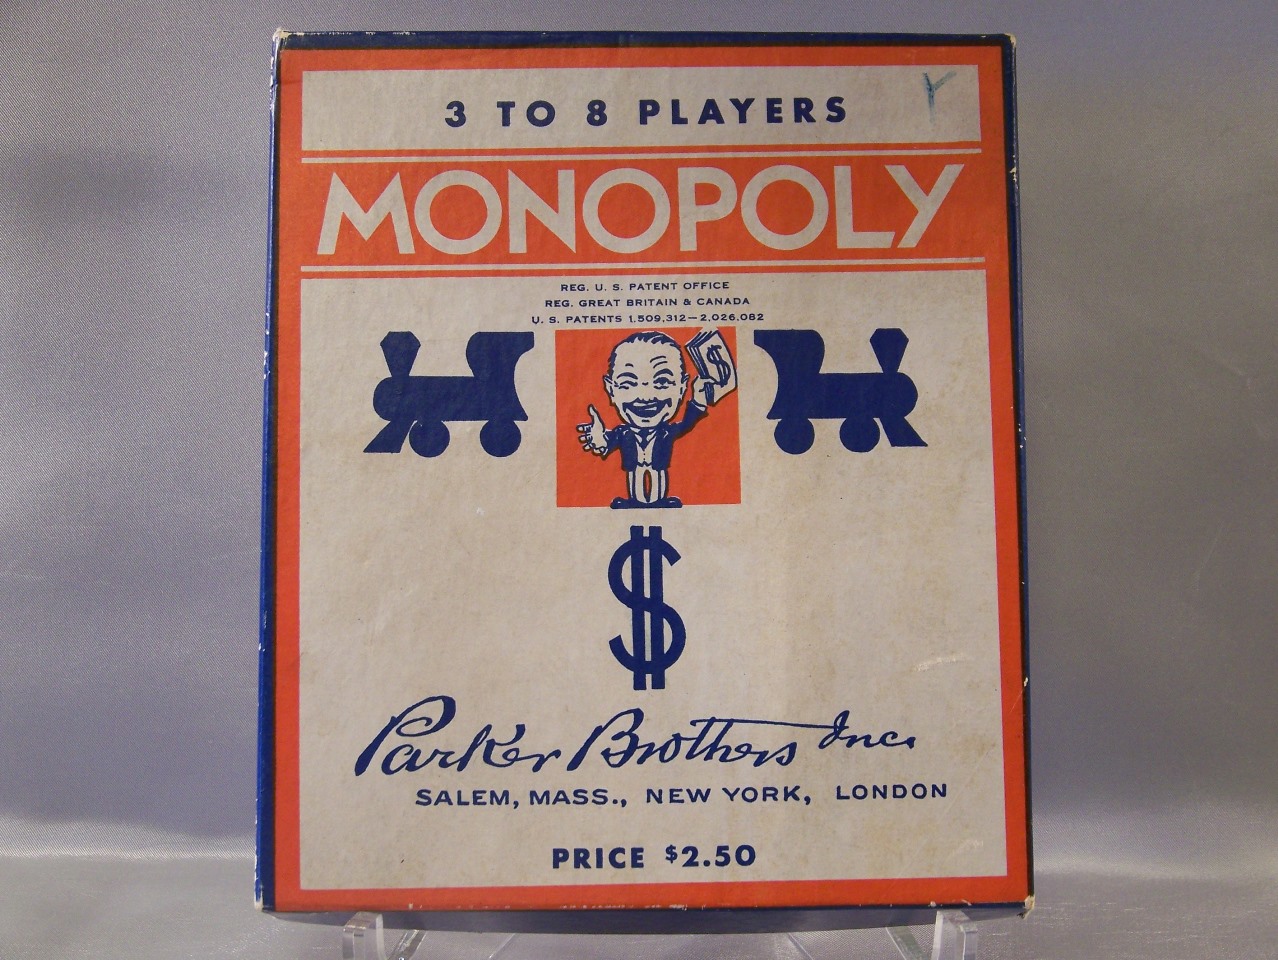 3 TO 8 PLAYERS
MONOPOLY
REG. U. S. PATENT OFFICE
REG. GREAT BRITAIN & CANADA
U. S. PATENTS 1,509,312—2,026,082
$
$
Parker Brothers Inc.
SALEM, MASS., NEW YORK, LONDON
PRICE $2.50